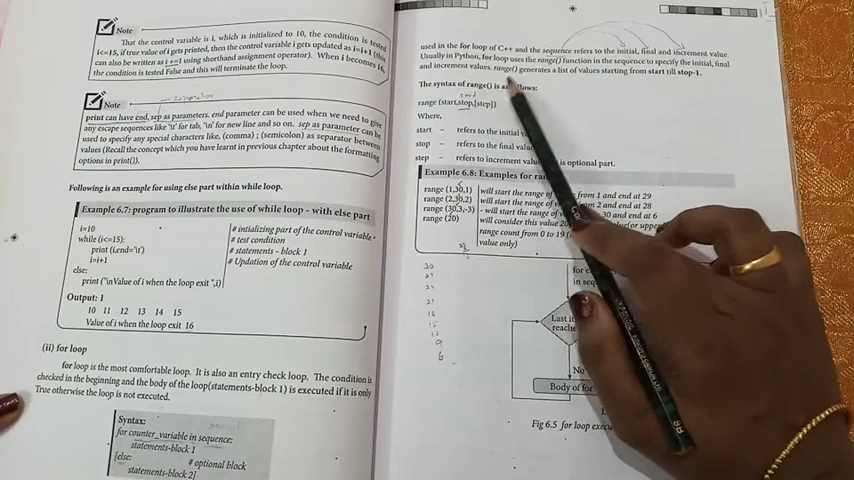 Note
That the control variable is i, which is initialized to 10, the condition is tested
i<=15, if true value of i gets printed, then the control variable i gets updated as i=i+1 (this
can also be written as i +=1 using shorthand assignment operator). When i becomes 16,
the condition is tested False and this will terminate the loop.
Note
print can have end, sep as parameters. end parameter can be used when we need to give
any escape sequences like '\t' for tab, '\n' for new line and so on. sep as parameter can be
used to specify any special characters like, (comma) ; (semicolon) as separator between
values (Recall the concept which you have learnt in previous chapter about the formatting
options in print()).
Following is an example for using else part within while loop.
Example 6.7: program to illustrate the use of while loop - with else part
i=10 # intializing part of the control variable
while (i<=15): # test condition
print (i,end='\t') # statements - block 1
i=i+1 # Updation of the control variable
else:
print ("\nValue of i when the loop exit ",i)
Output: 1
10 11 12 13 14 15
Value of i when the loop exit 16
(ii) for loop
for loop is the most comfortable loop. It is also an entry check loop. The condition is
checked in the beginning and the body of the loop(statements-block 1) is executed if it is only
True otherwise the loop is not executed.
Syntax:
for counter_variable in sequence:
statements-block 1
[else: # optional block
statements-block 2]
used in the for loop of C++ and the sequence refers to the initial, final and increment value
Usually in Python, for loop uses the range() function in the sequence to specify the initial, final
and increment values. range() generates a list of values starting from start till stop-1.
The syntax of range() is as follows:
range (start,stop,[step])
Where,
start – refers to the initial
stop – refers to the final
step – refers to increment is optional part.
Example 6.8: Examples for
range (1,30,1) will start the range of from 1 and end at 29
range (2,30,2) will start the range of from 2 and end at 28
range (30,3,-3) - will start the range of 30 and end at 6
range (20) will consider this value 20
range count from 0 to 19
value only)
30
27
21
18
15
12
9
6
for
in
Last
Body of
No
Fig 6.5 for loop